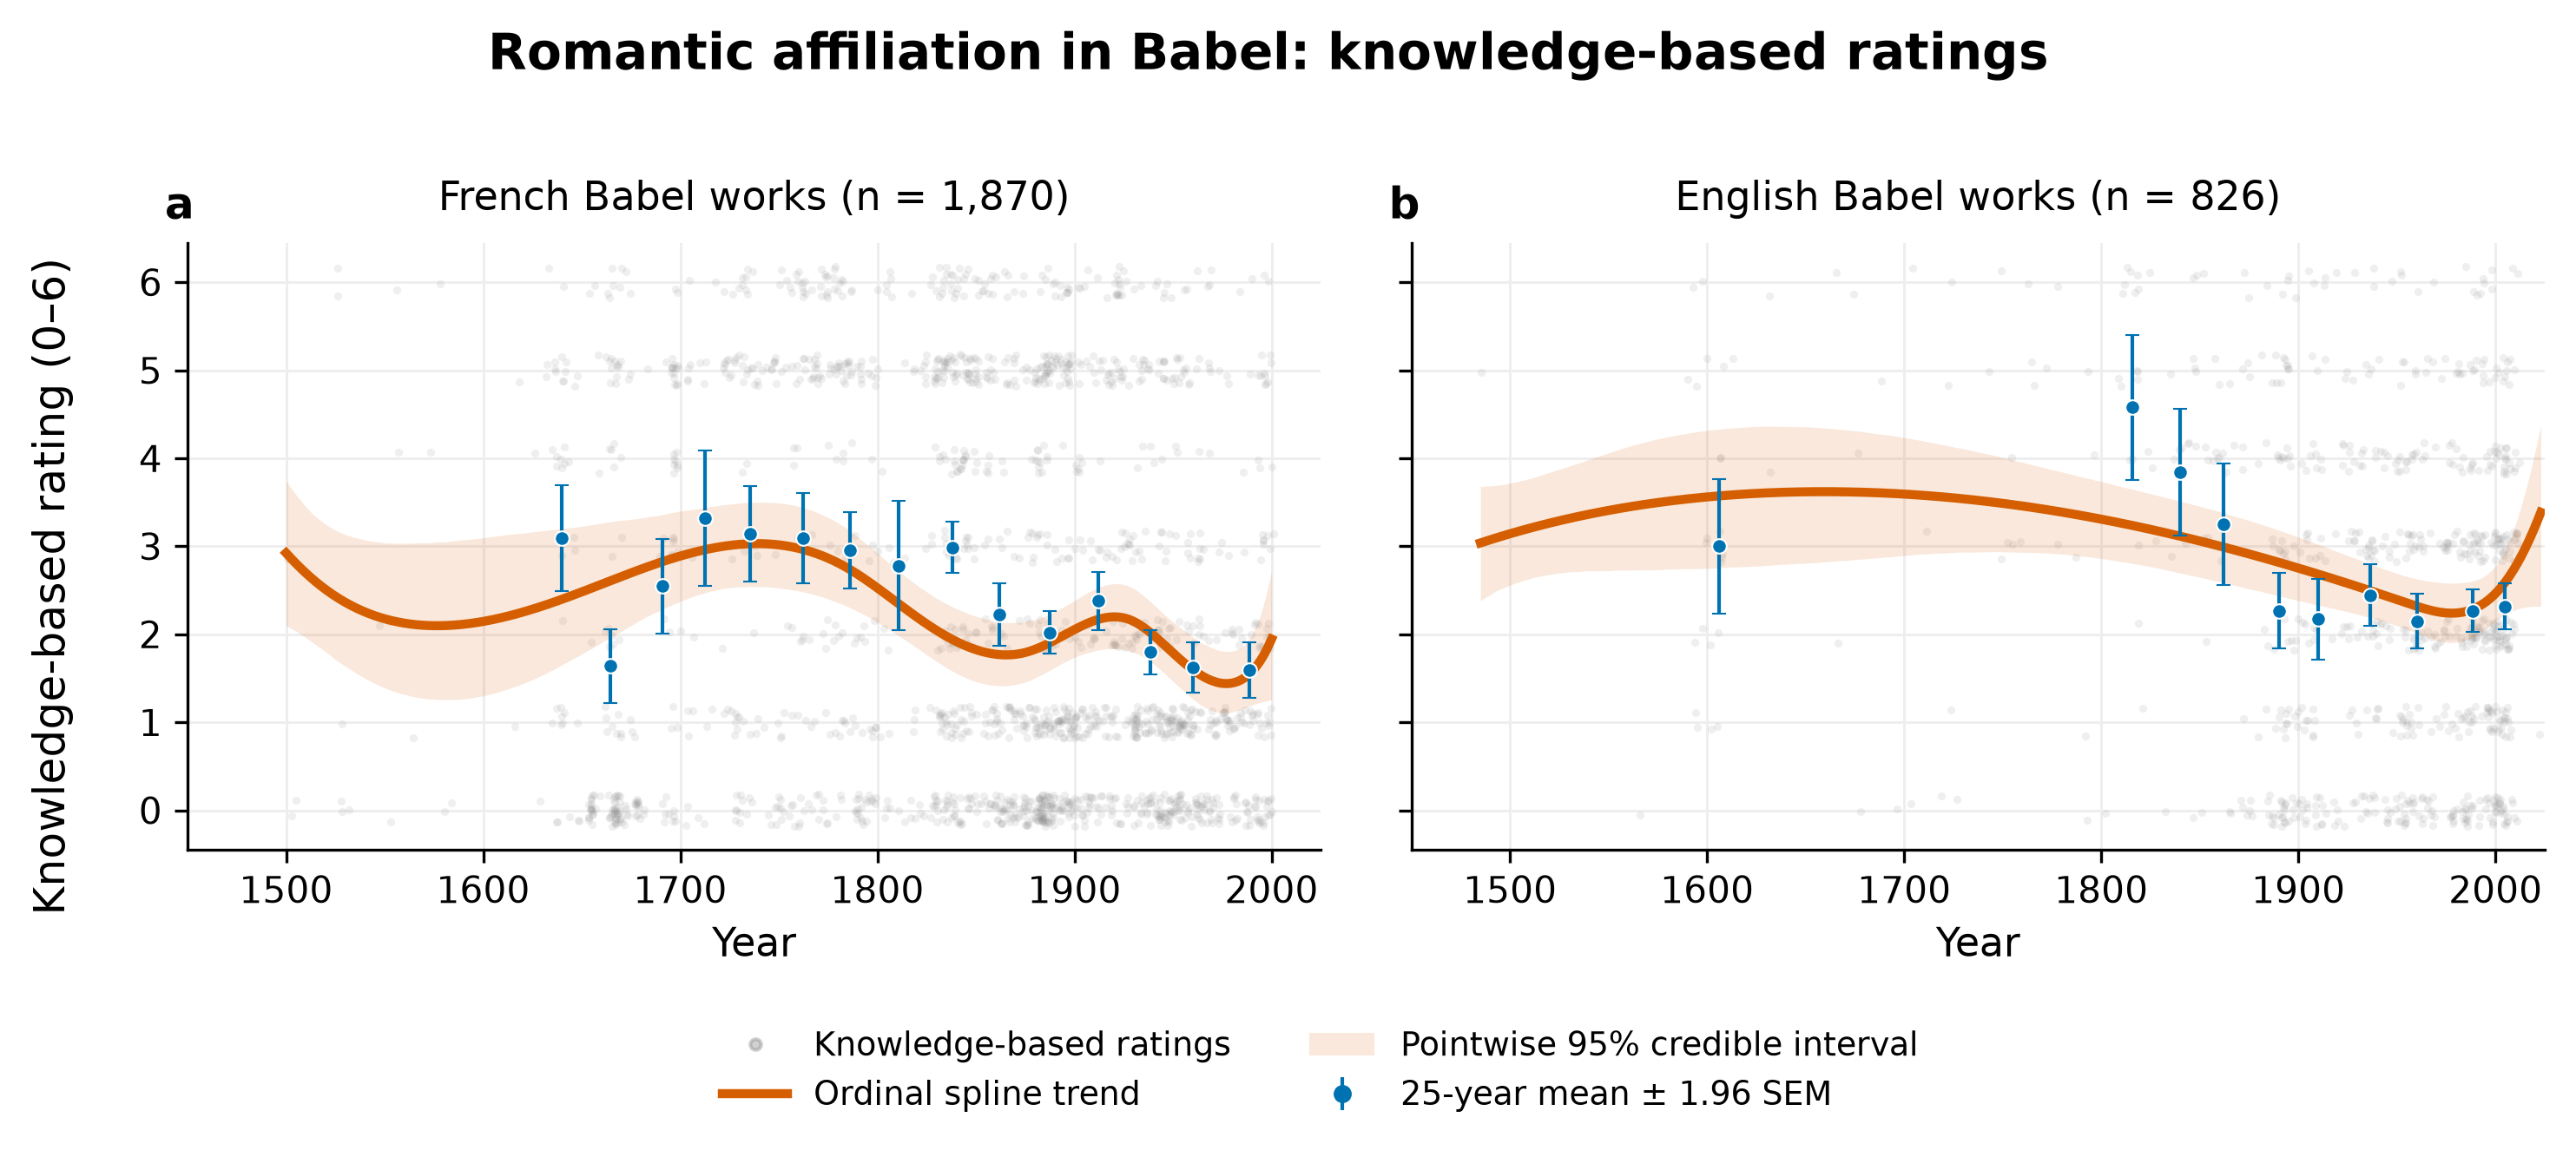 Romantic affiliation in Babel: knowledge-based ratings
a
French Babel works (n = 1,870)
b
English Babel works (n = 826)
Knowledge-based rating (0–6)
6
5
4
3
2
1
0
1500 1600 1700 1800 1900 2000
1500 1600 1700 1800 1900 2000
Year
Year
Knowledge-based ratings
Ordinal spline trend
Pointwise 95% credible interval
25-year mean ± 1.96 SEM